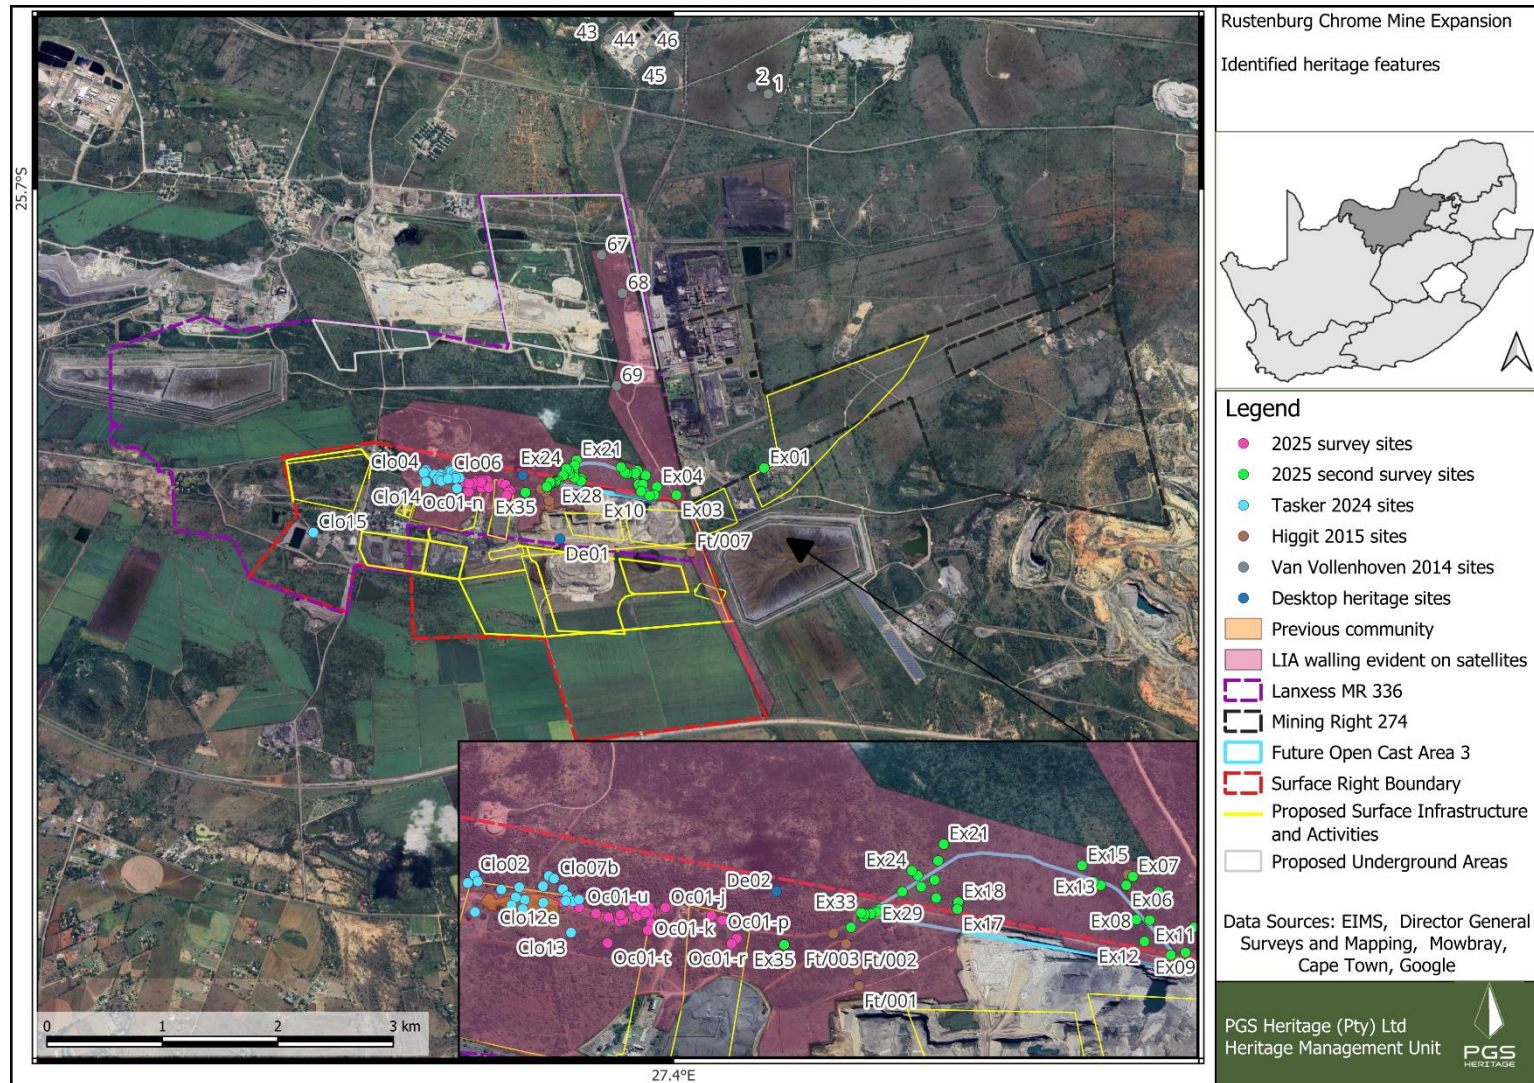 Rustenburg Chrome Mine Expansion
Identified heritage features
43
44
46
45
2
1
25.7°S
67
68
69
Clo04
Clo06
Ex24
Ex21
Ex04
Ex01
Clo14
Oc01-n
Ex35
Ex28
Ex10
Ex03
Clo15
De01
Ft/007
Clo02
Clo07b
Oc01-u
Oc01-j
De02
Ex24
Ex21
Ex15
Ex07
Ex13
Ex18
Ex06
Ex33
Ex29
Ex17
Ex08
Ex11
Clo12e
Oc01-k
Oc01-p
Clo13
Oc01-t
Oc01-r
Ex35
Ft/003
Ft/002
Ex12
Ex09
Ft/001
0 1 2 3 km
27.4°E
Legend
2025 survey sites
2025 second survey sites
Tasker 2024 sites
Higgit 2015 sites
Van Vollenhoven 2014 sites
Desktop heritage sites
Previous community
LIA walling evident on satellites
Lanxess MR 336
Mining Right 274
Future Open Cast Area 3
Surface Right Boundary
Proposed Surface Infrastructure
and Activities
Proposed Underground Areas
Data Sources: EIMS, Director General
Surveys and Mapping, Mowbray,
Cape Town, Google
PGS Heritage (Pty) Ltd
Heritage Management Unit
PGS
HERITAGE